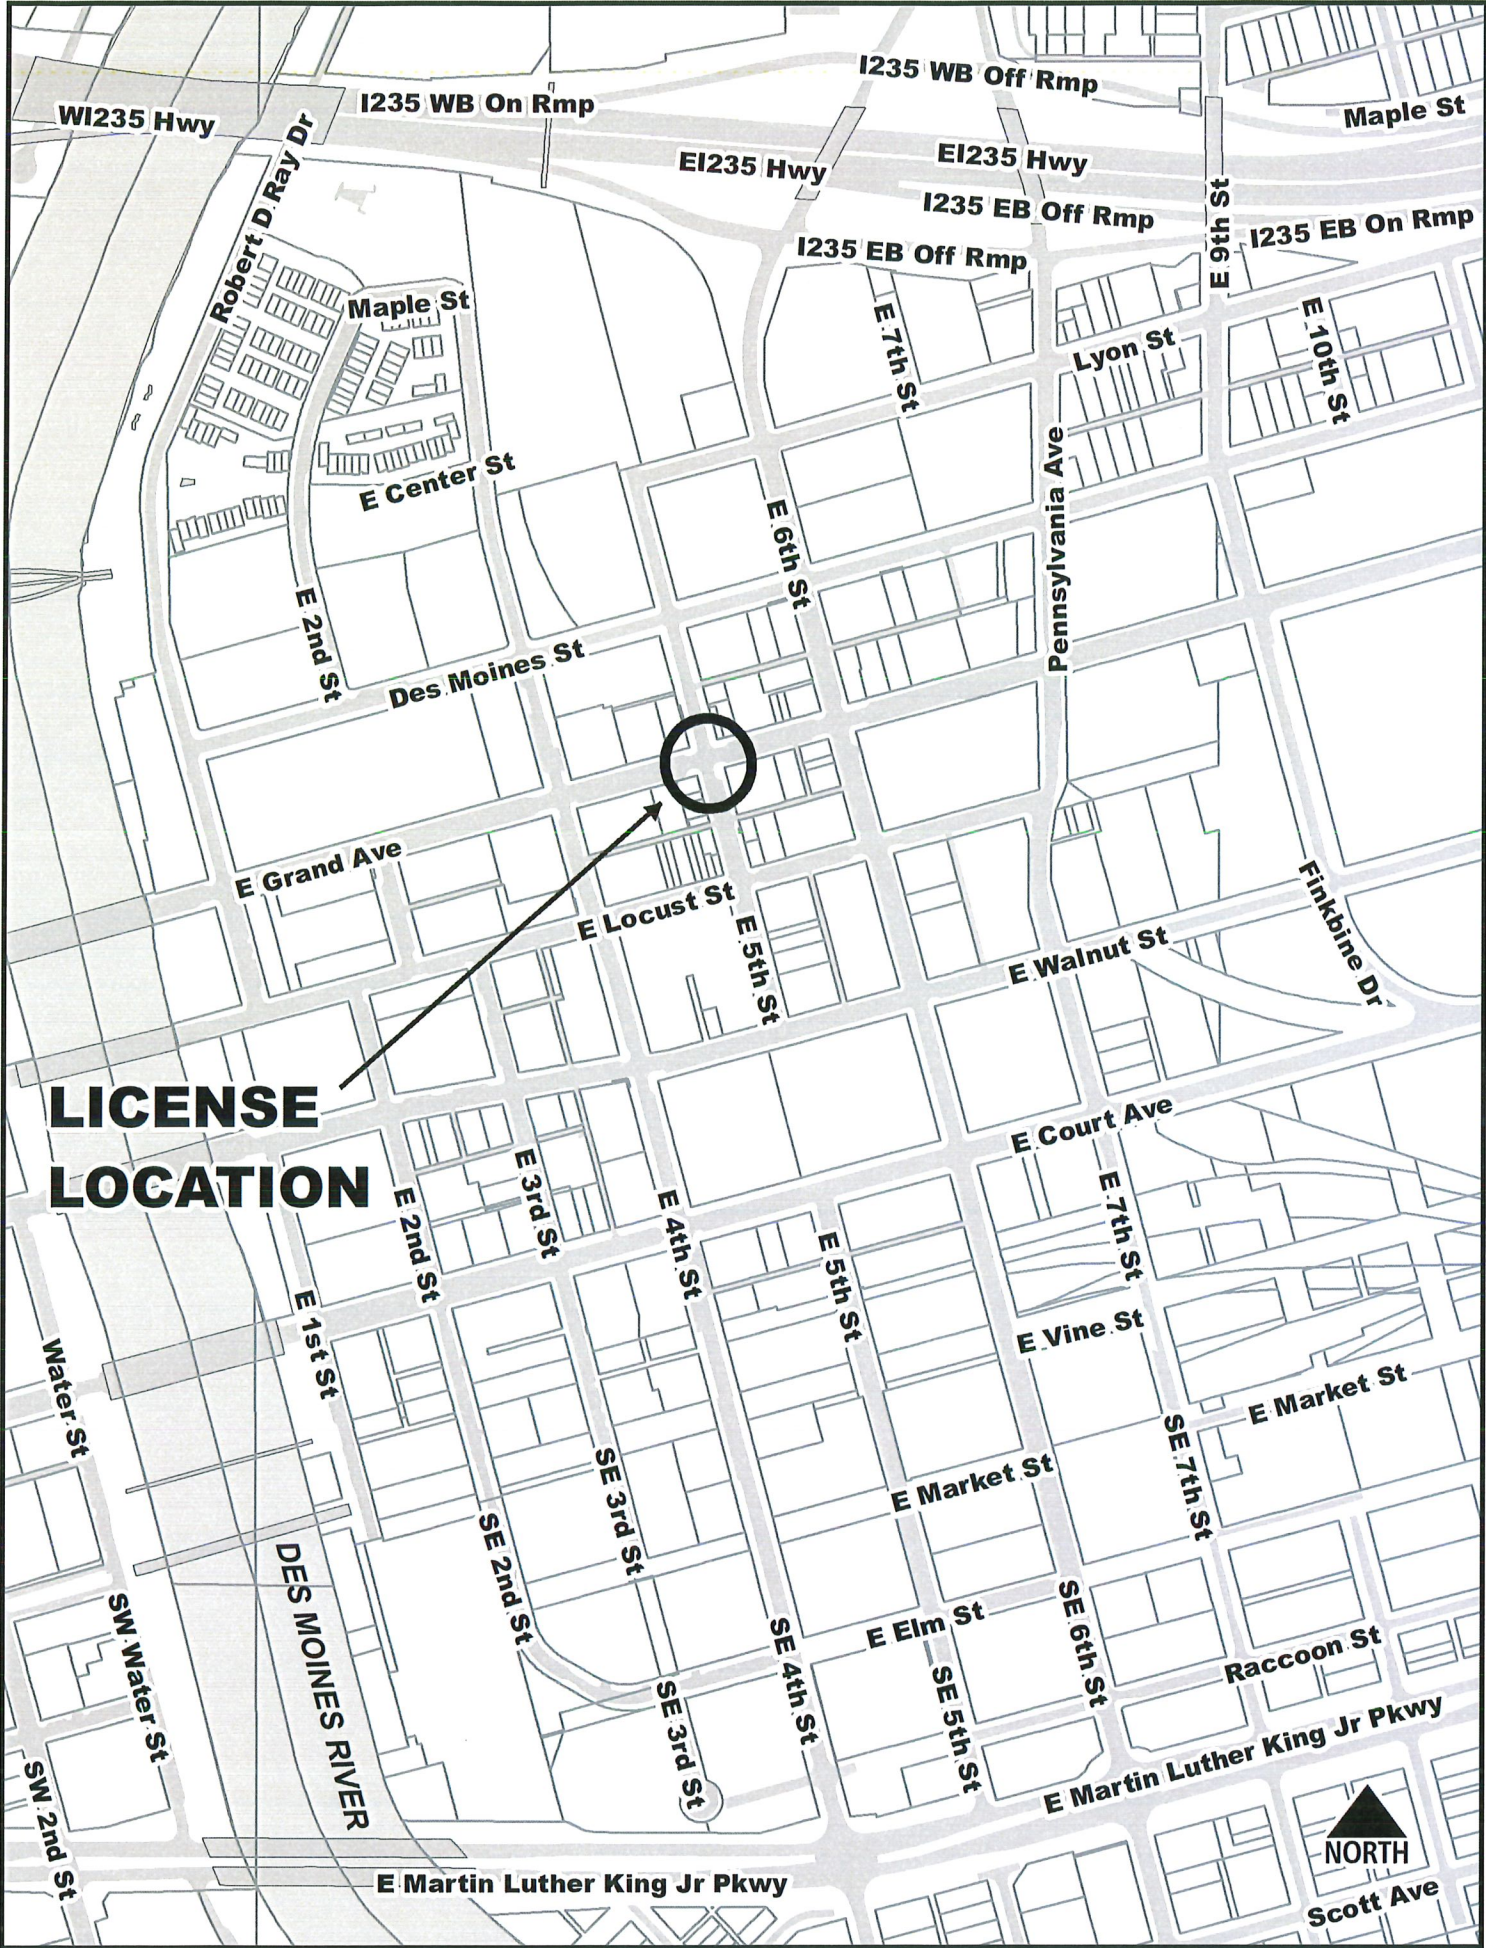 I235 WB Off Rmp
I235 WB On Rmp
WI235 Hwy
Maple St
EI235 Hwy
EI235 Hwy
I235 EB Off Rmp
I235 EB Off Rmp
I235 EB On Rmp
E 9th St
Robert D Ray Dr
Maple St
E 7th St
Lyon St
E 10th St
E Center St
E 6th St
Pennsylvania Ave
E 2nd St
Des Moines St
E Grand Ave
E Locust St
E 5th St
E Walnut St
Finkbine Dr
LICENSE
LOCATION
E Court Ave
E 3rd St
E 2nd St
E 4th St
E 7th St
E 5th St
E 1st St
E Vine St
Water St
E Market St
E Market St
SE 7th St
SE 3rd St
SE 2nd St
DES MOINES RIVER
SW Water St
E Elm St
SE 6th St
SE 4th St
Raccoon St
SE 3rd St
SE 5th St
E Martin Luther King Jr Pkwy
SW 2nd St
NORTH
E Martin Luther King Jr Pkwy
Scott Ave